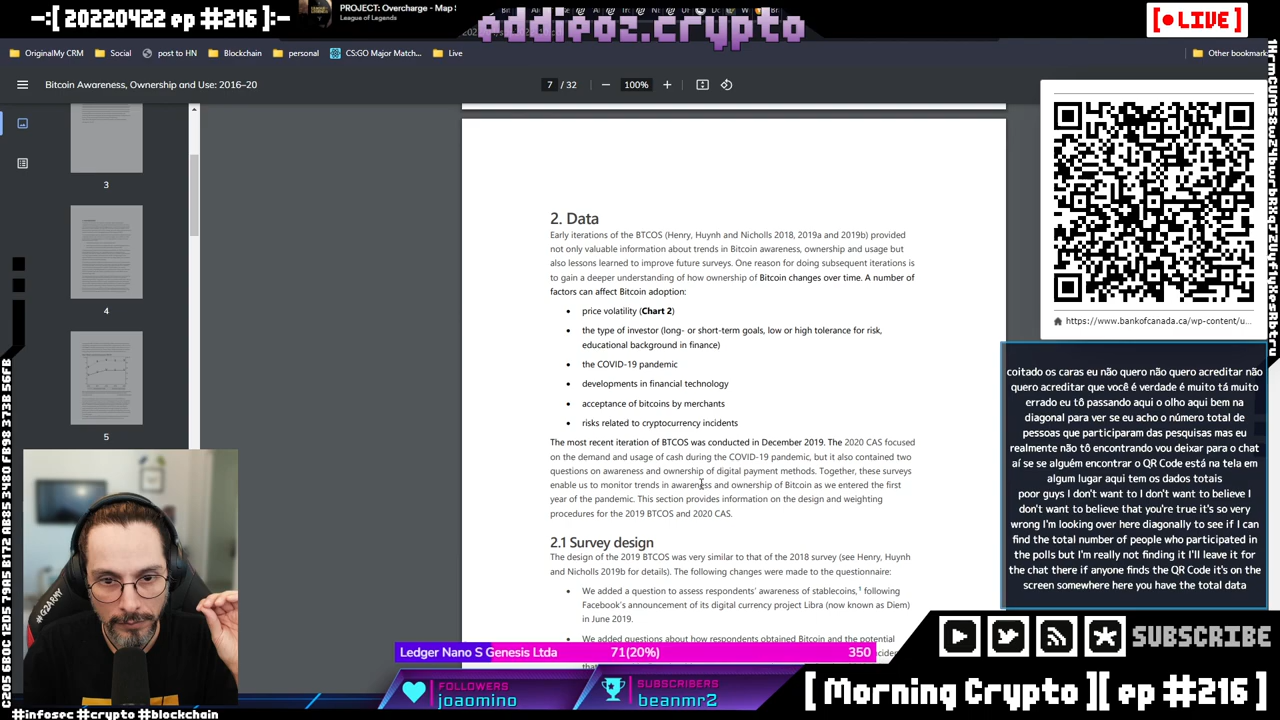 -:[ 20220422 ep #216 ]:-
PROJECT: Overcharge - Map
League of Legends
eddieoz.crypto
[● LIVE ]
OriginalMy CRM
Social
post to HN
Blockchain
personal
CS:GO Major Match...
Live
Other bookmark
Bitcoin Awareness, Ownership and Use: 2016–20
7 / 32
100%
3
4
5
2. Data
Early iterations of the BTCOS (Henry, Huynh and Nicholls 2018, 2019a and 2019b) provided
not only valuable information about trends in Bitcoin awareness, ownership and usage but
also lessons learned to improve future surveys. One reason for doing subsequent iterations is
to gain a deeper understanding of how ownership of Bitcoin changes over time. A number of
factors can affect Bitcoin adoption:
• price volatility (Chart 2)
• the type of investor (long- or short-term goals, low or high tolerance for risk,
educational background in finance)
• the COVID-19 pandemic
• developments in financial technology
• acceptance of bitcoins by merchants
• risks related to cryptocurrency incidents
The most recent iteration of BTCOS was conducted in December 2019. The 2020 CAS focused
on the demand and usage of cash during the COVID-19 pandemic, but it also contained two
questions on awareness and ownership of digital payment methods. Together, these surveys
enable us to monitor trends in awareness and ownership of Bitcoin as we entered the first
year of the pandemic. This section provides information on the design and weighting
procedures for the 2019 BTCOS and 2020 CAS.
2.1 Survey design
The design of the 2019 BTCOS was very similar to that of the 2018 survey (see Henry, Huynh
and Nicholls 2019b for details). The following changes were made to the questionnaire:
• We added a question to assess respondents' awareness of stablecoins,1 following
Facebook's announcement of its digital currency project Libra (now known as Diem)
in June 2019.
• We added questions about how respondents obtained Bitcoin and the potential
https://www.bankofcanada.ca/wp-content/u...
coitado os caras eu não quero não quero acreditar não
quero acreditar que você é verdade é muito tá muito
errado eu tô passando aqui o olho aqui bem na
diagonal para ver se eu acho o número total de
pessoas que participaram das pesquisas mas eu
realmente não tô encontrando vou deixar para o chat
aí se se alguém encontrar o QR Code está na tela em
algum lugar aqui tem os dados totais
poor guys I don't want to I don't want to believe I
don't want to believe that you're true it's so very
wrong I'm looking over here diagonally to see if I can
find the total number of people who participated in
the polls but I'm really not finding it I'll leave it for
the chat there if anyone finds the QR Code it's on the
screen somewhere here you have the total data
Ledger Nano S Genesis Ltda
71(20%)
350
FOLLOWERS
joaomino
SUBSCRIBERS
beanmr2
SUBSCRIBE
[ Morning Crypto ][ ep #216 ]
#infosec #crypto #blockchain